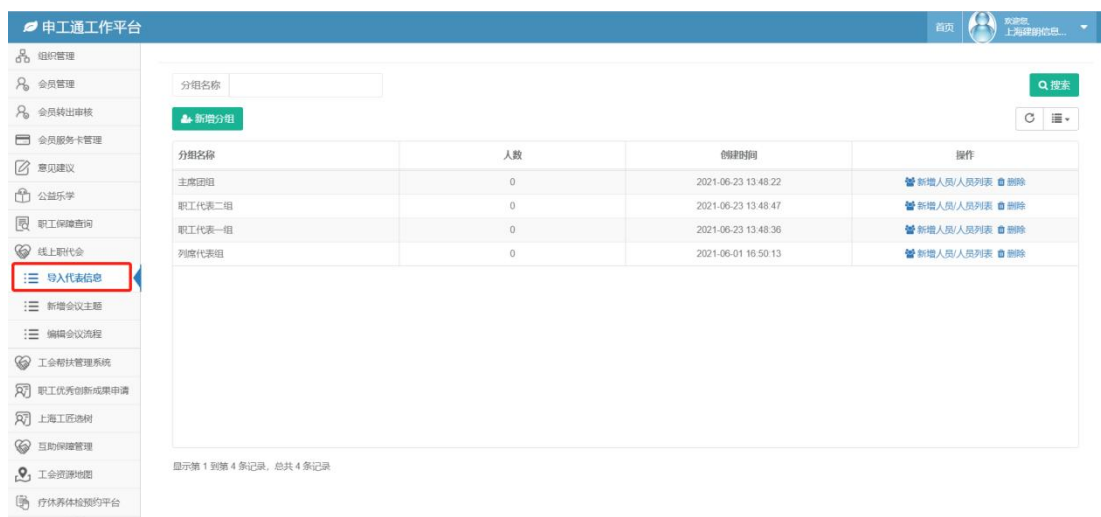 申工通工作平台
首页
欢迎您,
上海建朗信息...
组织管理
会员管理
会员转出审核
会员服务卡管理
意见建议
公益乐学
职工保障查询
线上职代会
导入代表信息
新增会议主题
编辑会议流程
工会帮扶管理系统
职工优秀创新成果申请
上海工匠选树
互助保障管理
工会资源地图
疗休养体检预约平台
分组名称
搜索
新增分组
分组名称 人数 创建时间 操作
主席团组 0 2021-06-23 13:48:22 新增人员/人员列表 删除
职工代表二组 0 2021-06-23 13:48:47 新增人员/人员列表 删除
职工代表一组 0 2021-06-23 13:48:36 新增人员/人员列表 删除
列席代表组 0 2021-06-01 16:50:13 新增人员/人员列表 删除
显示第 1 到第 4 条记录，总共 4 条记录